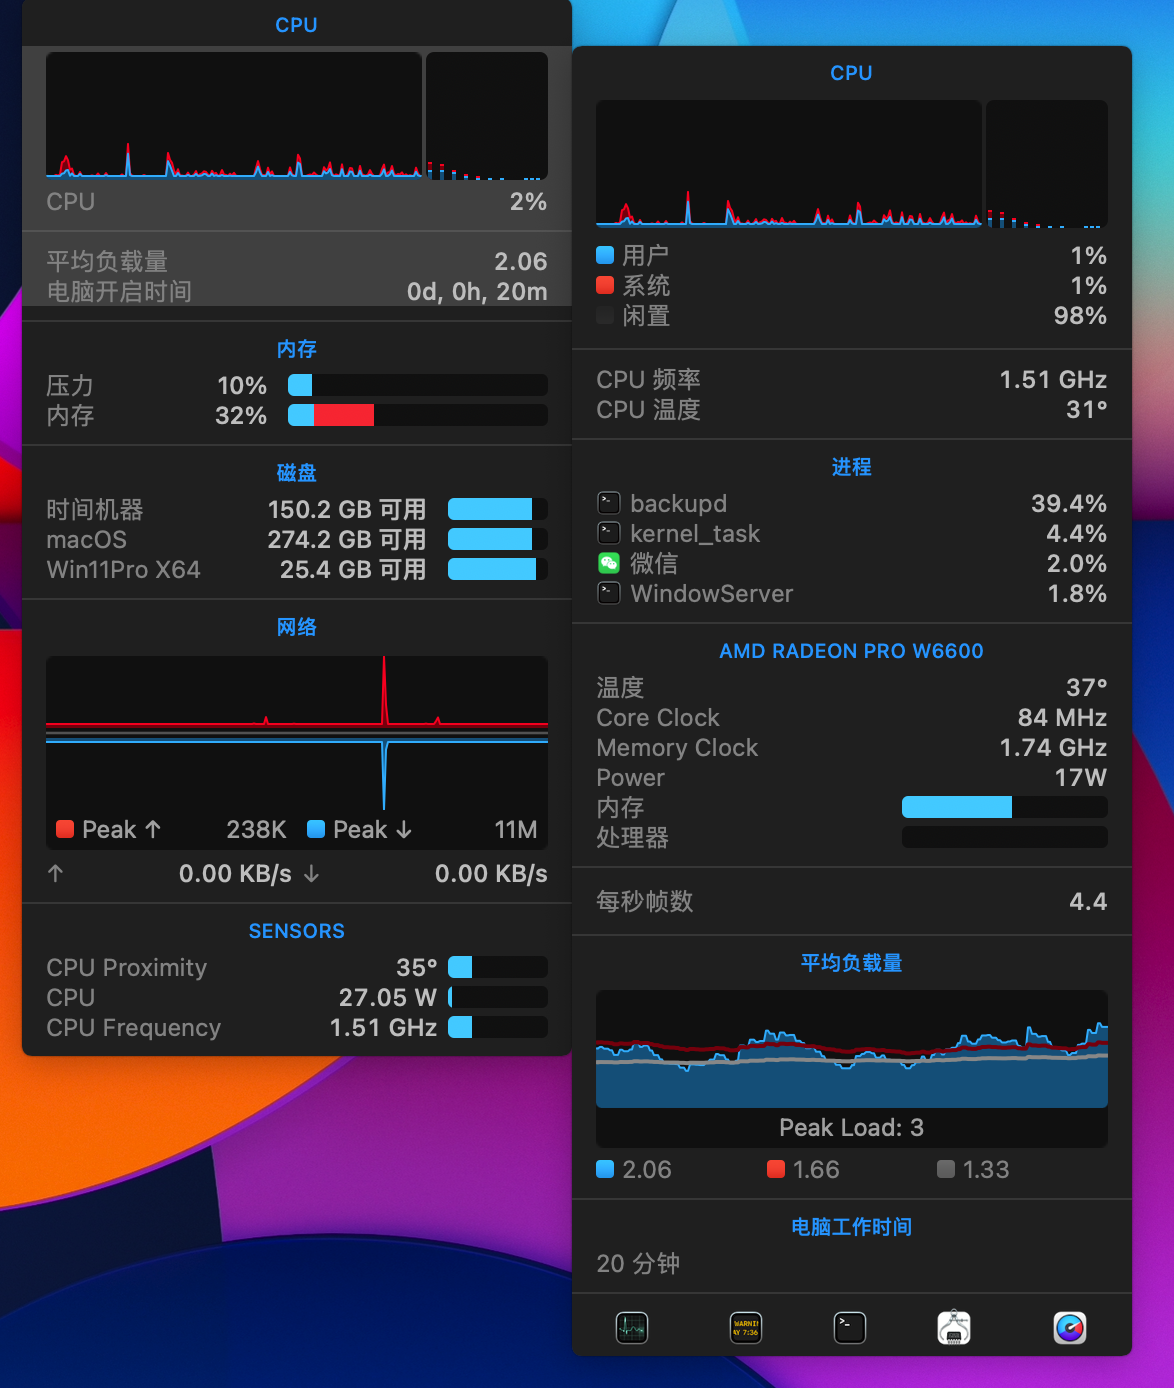 CPU
CPU 2%
平均负载量 2.06
电脑开启时间 0d, 0h, 20m
内存
压力 10%
内存 32%
磁盘
时间机器 150.2 GB 可用
macOS 274.2 GB 可用
Win11Pro X64 25.4 GB 可用
网络
Peak ↑ 238K Peak ↓ 11M
↑ 0.00 KB/s ↓ 0.00 KB/s
SENSORS
CPU Proximity 35°
CPU 27.05 W
CPU Frequency 1.51 GHz
CPU
用户 1%
系统 1%
闲置 98%
CPU 频率 1.51 GHz
CPU 温度 31°
进程
backupd 39.4%
kernel_task 4.4%
微信 2.0%
WindowServer 1.8%
AMD RADEON PRO W6600
温度 37°
Core Clock 84 MHz
Memory Clock 1.74 GHz
Power 17W
内存
处理器
每秒帧数 4.4
平均负载量
Peak Load: 3
2.06 1.66 1.33
电脑工作时间
20 分钟
WARNI
AY 7:36